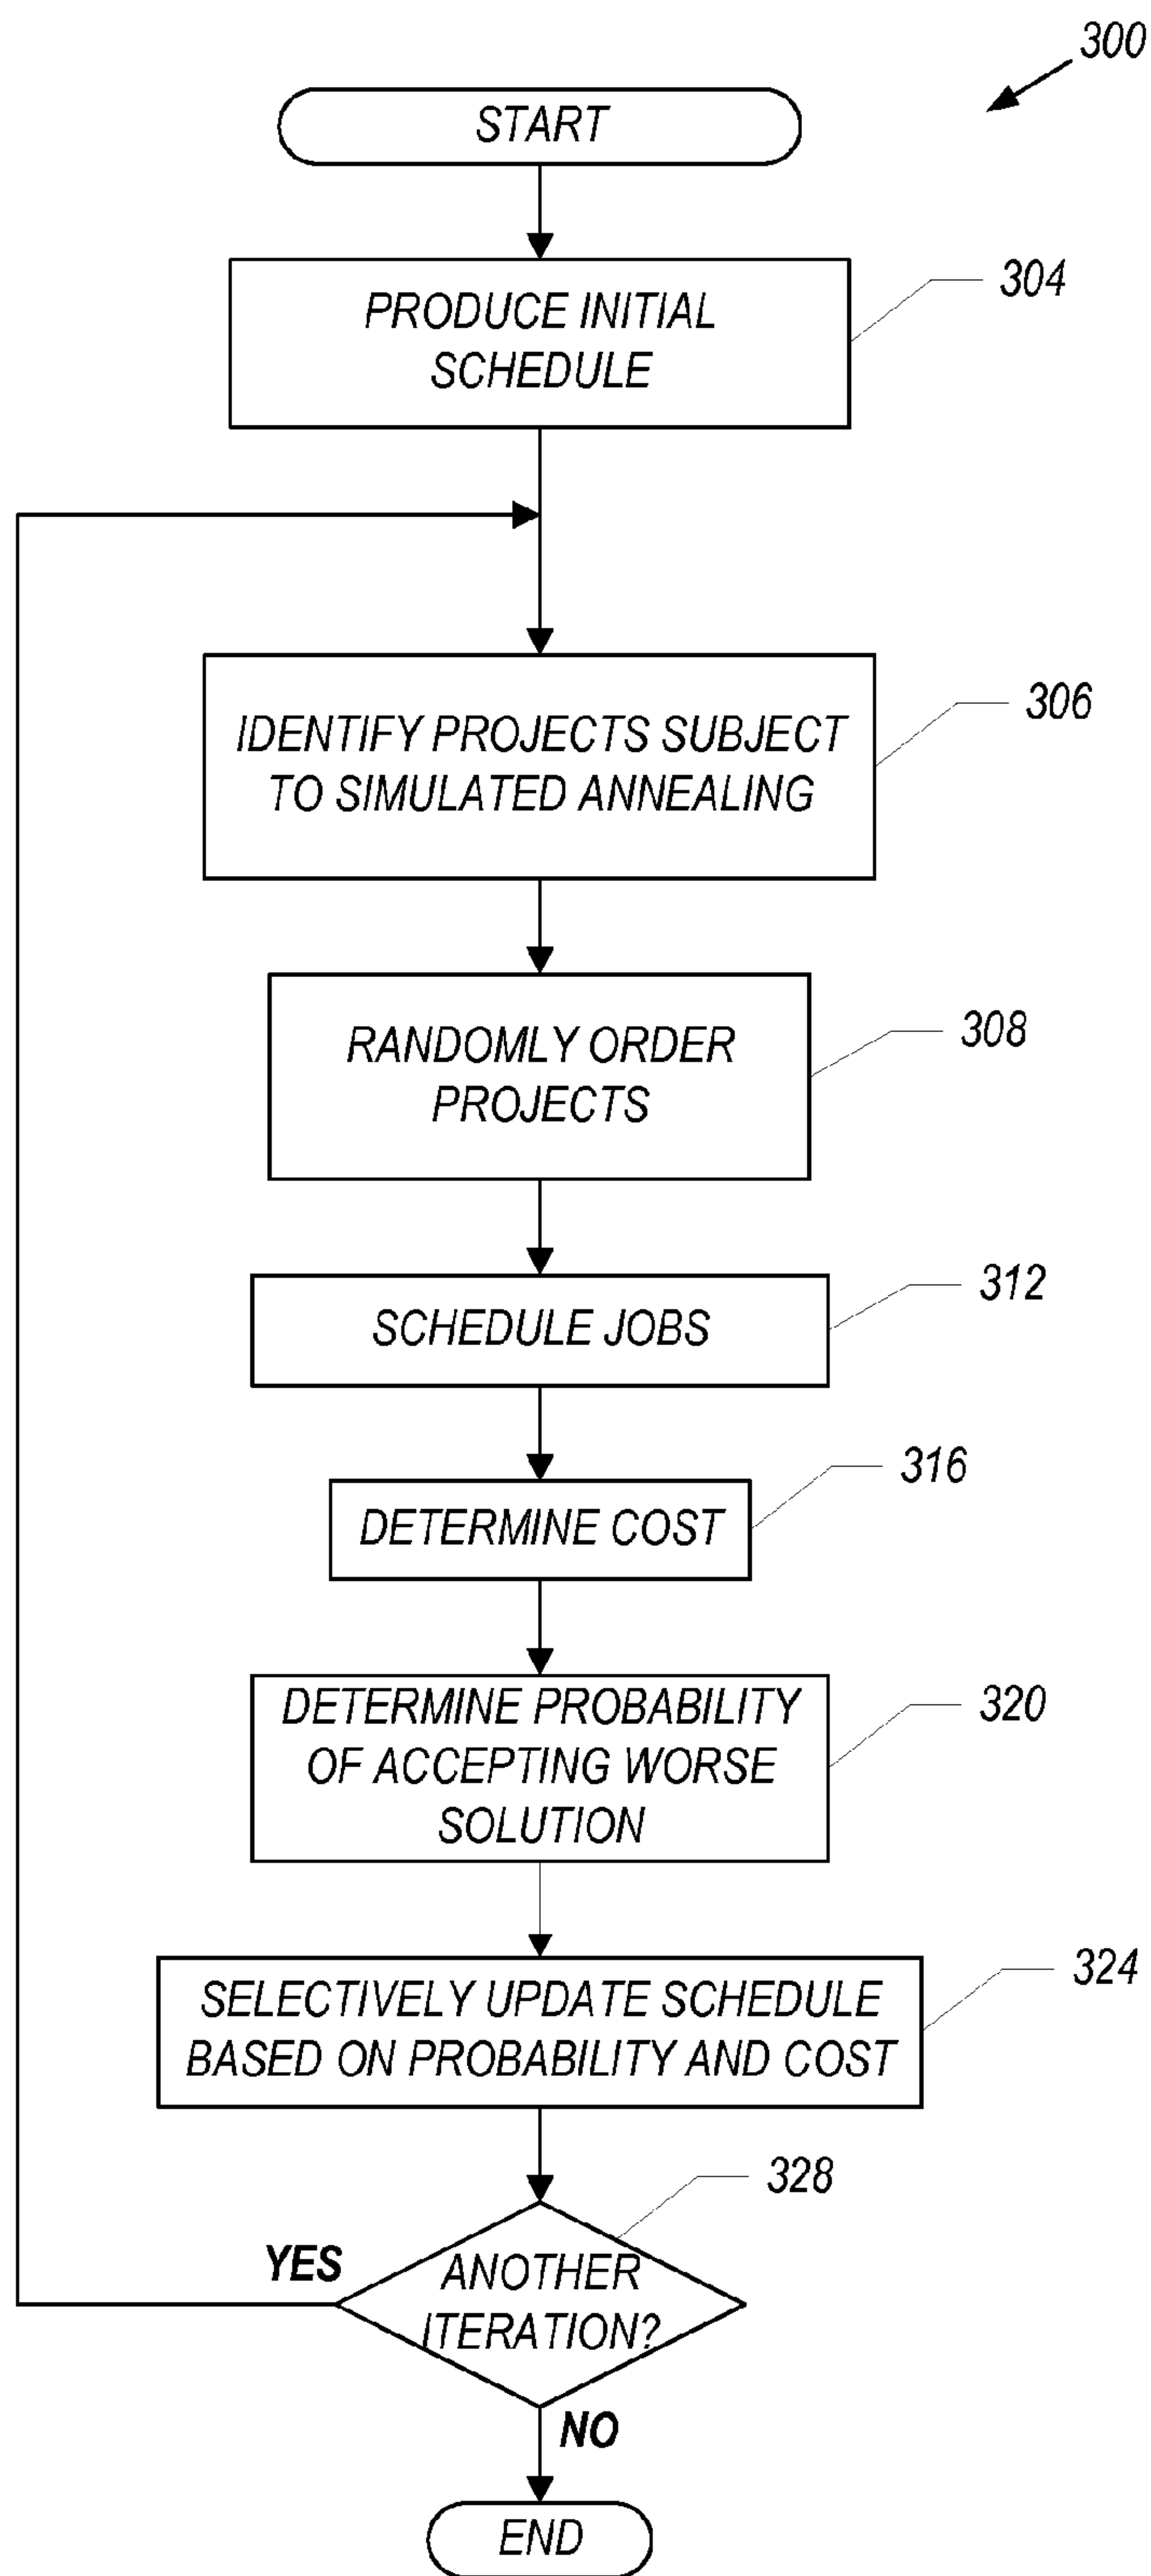 300
START
PRODUCE INITIAL
SCHEDULE
304
IDENTIFY PROJECTS SUBJECT
TO SIMULATED ANNEALING
306
RANDOMLY ORDER
PROJECTS
308
SCHEDULE JOBS
312
DETERMINE COST
316
DETERMINE PROBABILITY
OF ACCEPTING WORSE
SOLUTION
320
SELECTIVELY UPDATE SCHEDULE
BASED ON PROBABILITY AND COST
324
328
YES
ANOTHER
ITERATION?
NO
END